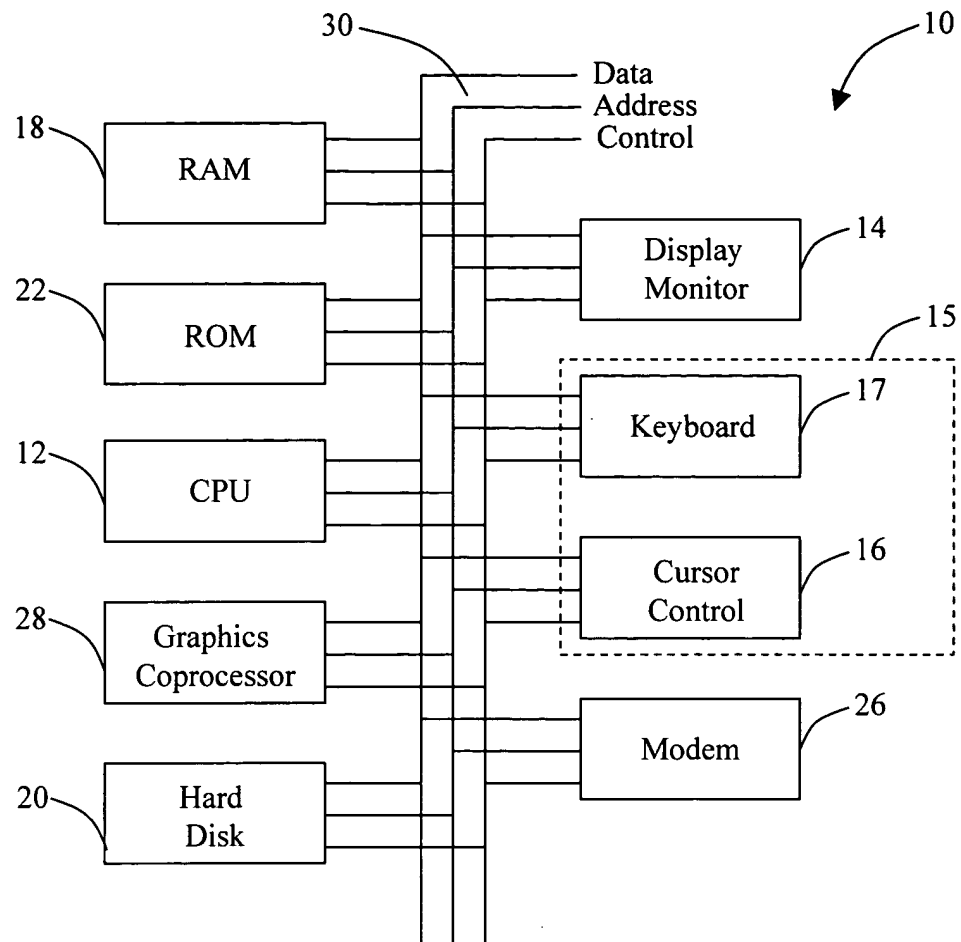 30
10
Data
Address
Control
18
RAM
14
Display
Monitor
22
ROM
15
17
Keyboard
12
CPU
16
Cursor
Control
28
Graphics
Coprocessor
26
Modem
20
Hard
Disk